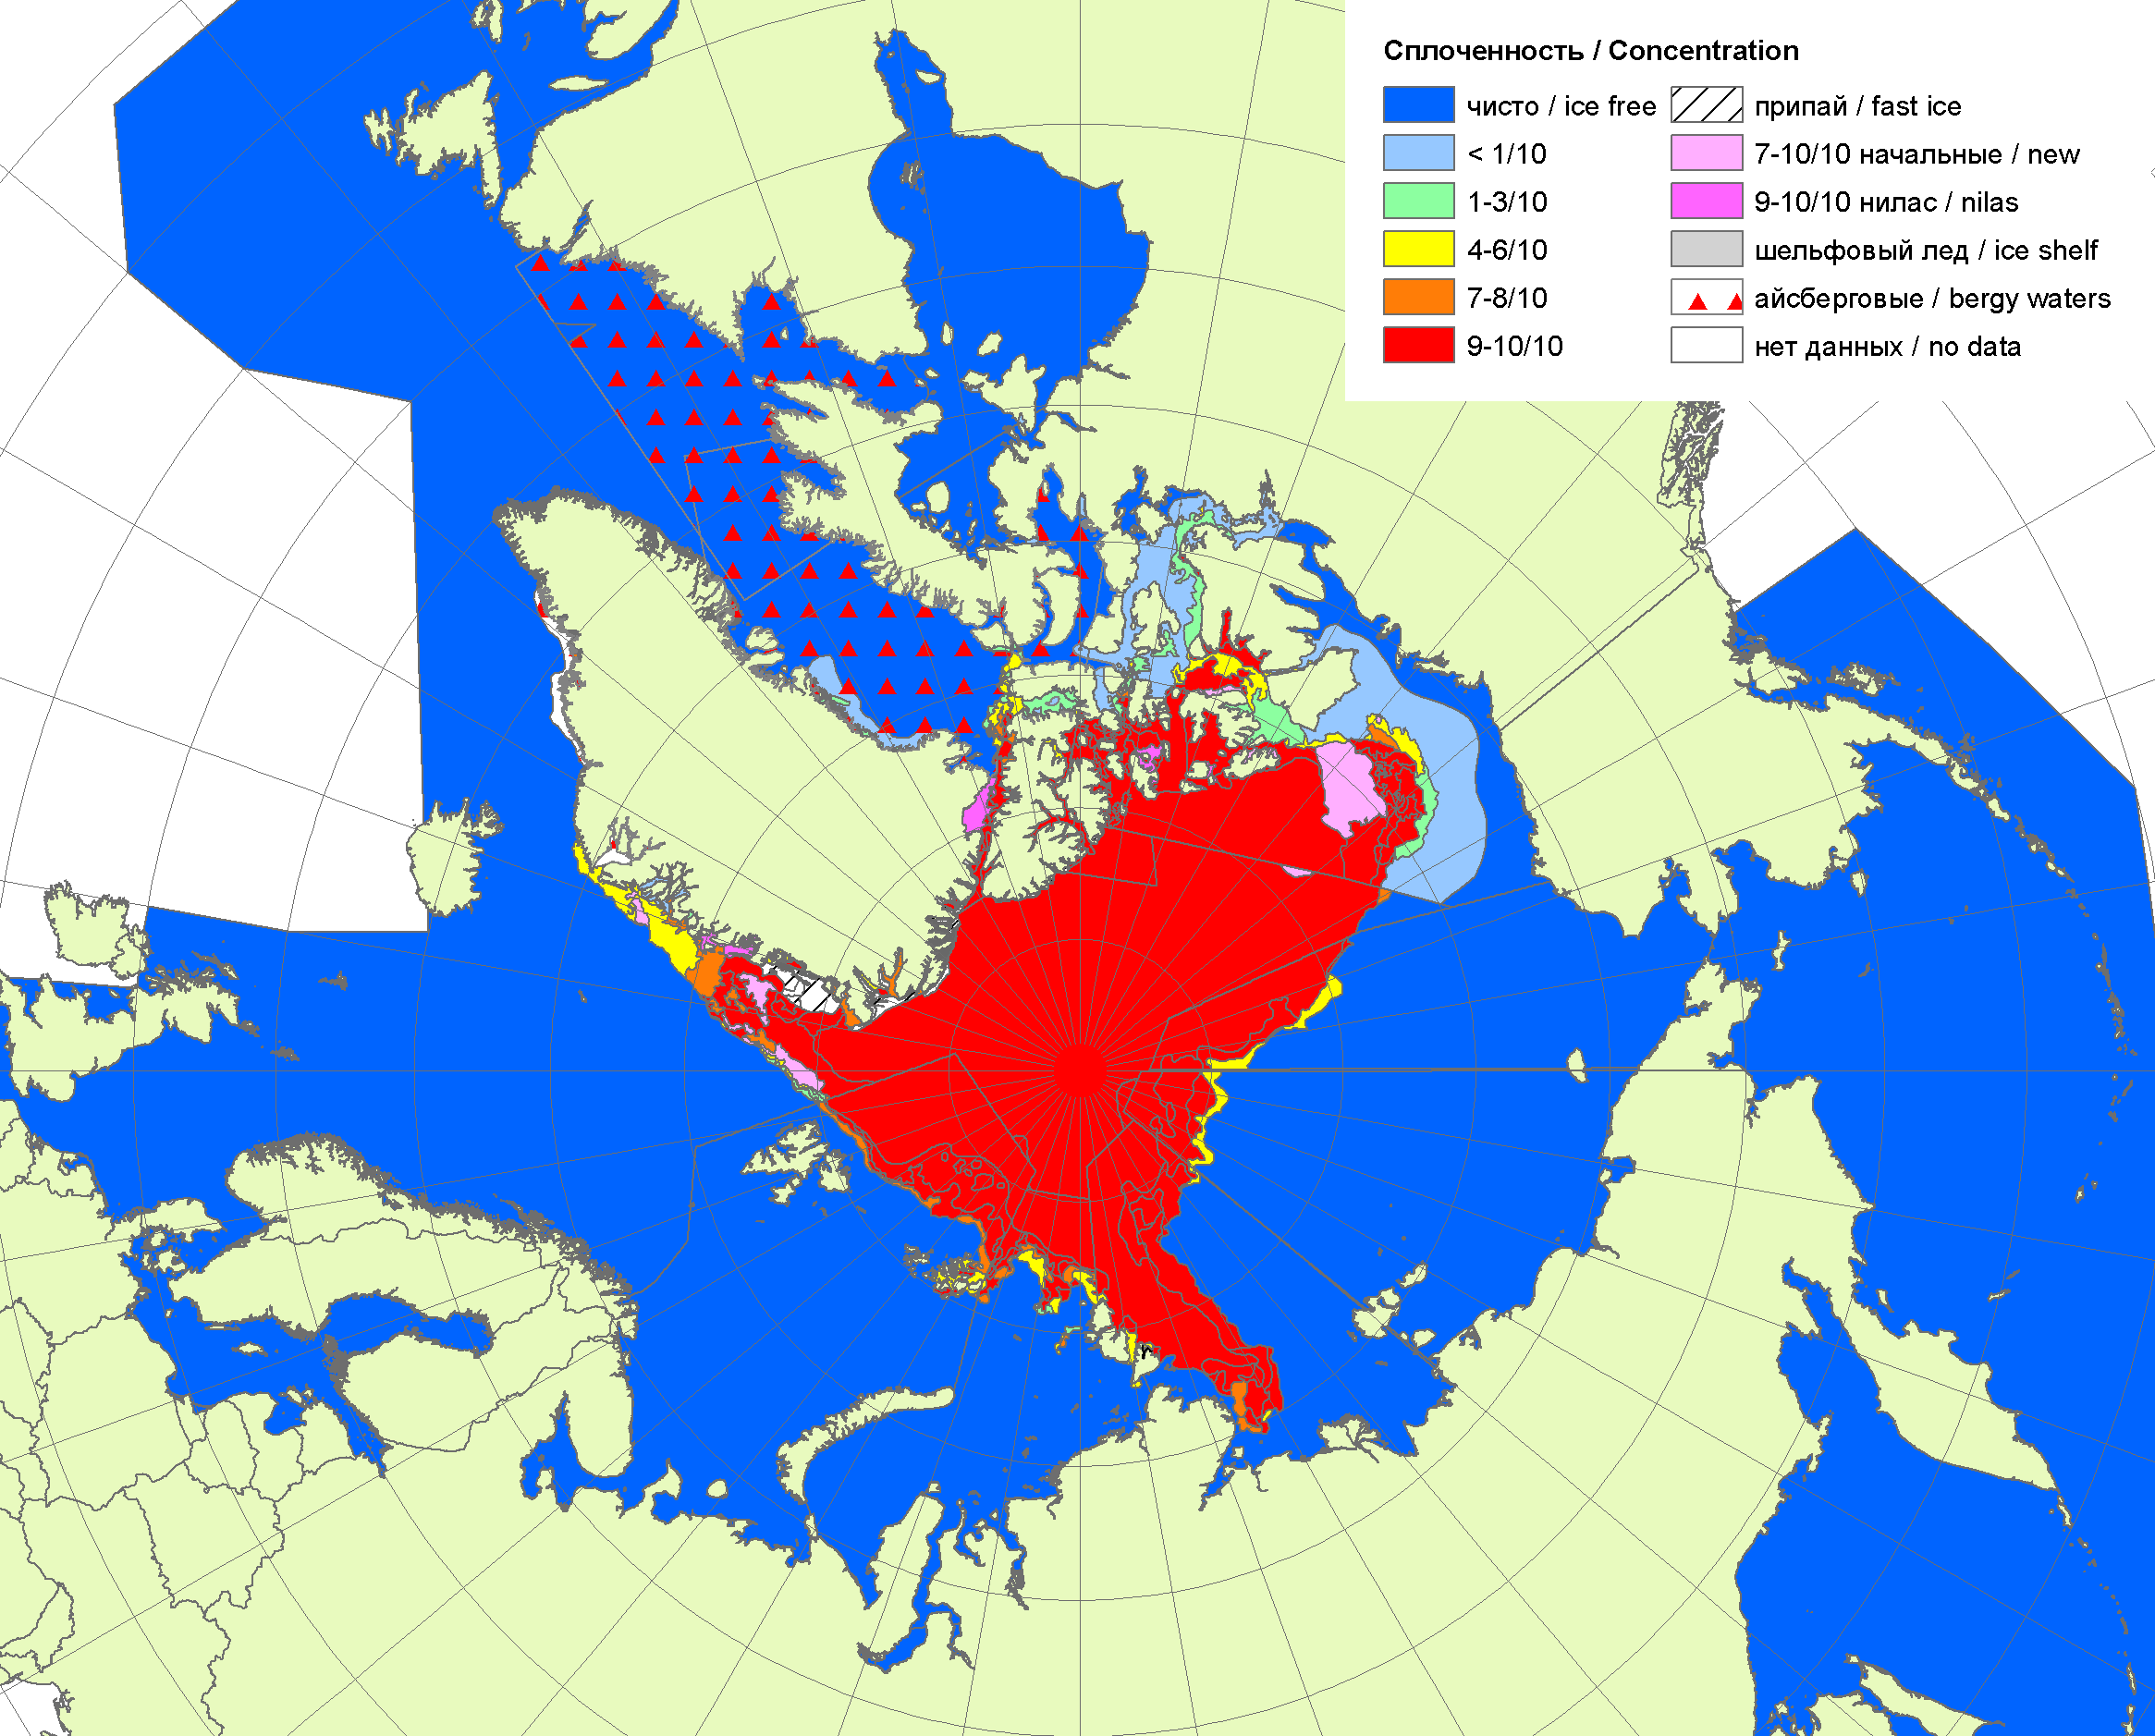 Сплоченность / Concentration
чисто / ice free
< 1/10
1-3/10
4-6/10
7-8/10
9-10/10
припай / fast ice
7-10/10 начальные / new
9-10/10 нилас / nilas
шельфовый лед / ice shelf
айсберговые / bergy waters
нет данных / no data